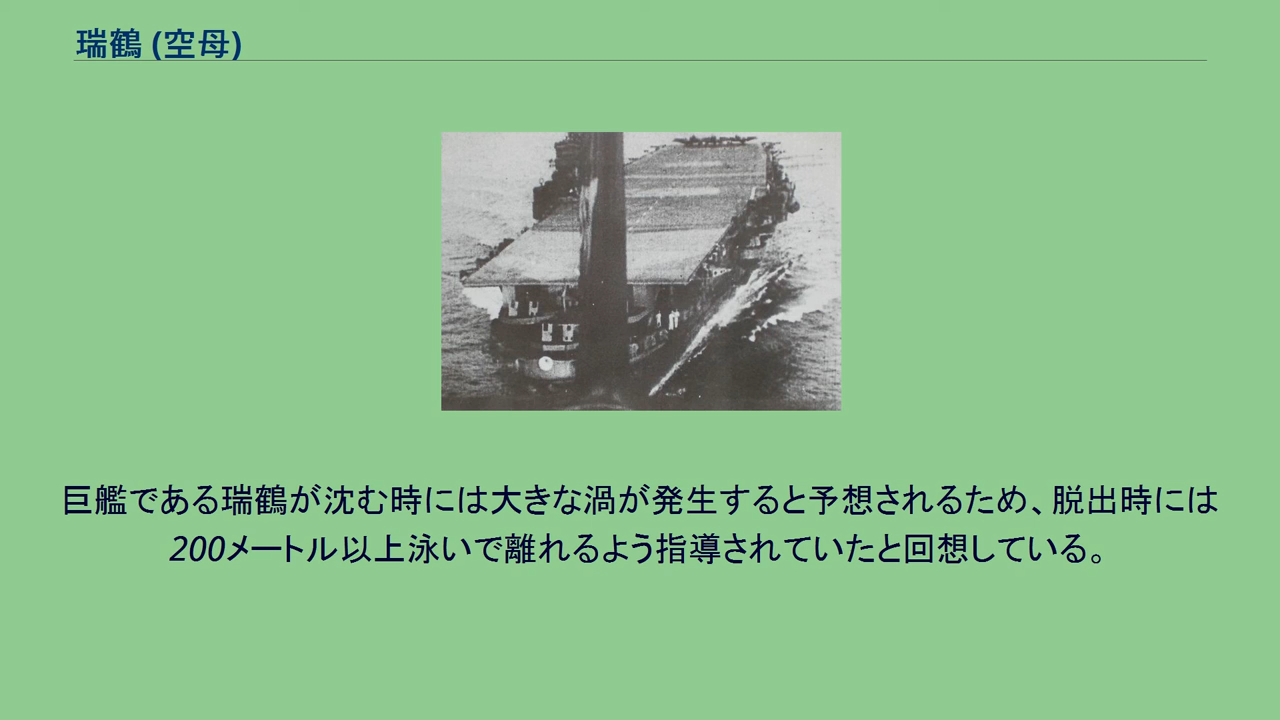 瑞鶴 (空母)
巨艦である瑞鶴が沈む時には大きな渦が発生すると予想されるため、脱出時には
200メートル以上泳いで離れるよう指導されていたと回想している。